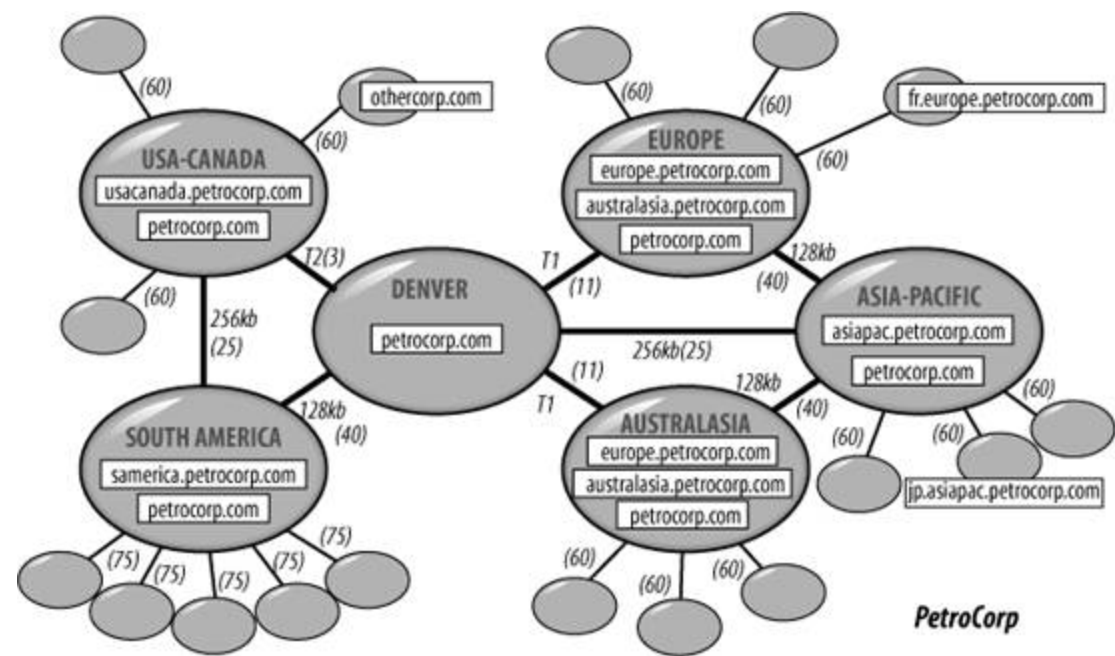 (60)
othercorp.com
(60)
USA-CANADA
usacanada.petrocorp.com
petrocorp.com
(60)
T2(3)
256kb
(25)
(60)
(60)
fr.europe.petrocorp.com
(60)
EUROPE
europe.petrocorp.com
australasia.petrocorp.com
petrocorp.com
T1
(11)
128kb
(40)
DENVER
petrocorp.com
256kb(25)
ASIA-PACIFIC
asiapac.petrocorp.com
petrocorp.com
(60)
(60)
(60)
jp.asiapac.petrocorp.com
(11)
T1
128kb
(40)
128kb
(40)
SOUTH AMERICA
samerica.petrocorp.com
petrocorp.com
(75)
(75)
(75)
(75)
(75)
AUSTRALASIA
europe.petrocorp.com
australasia.petrocorp.com
petrocorp.com
(60)
(60)
(60)
PetroCorp